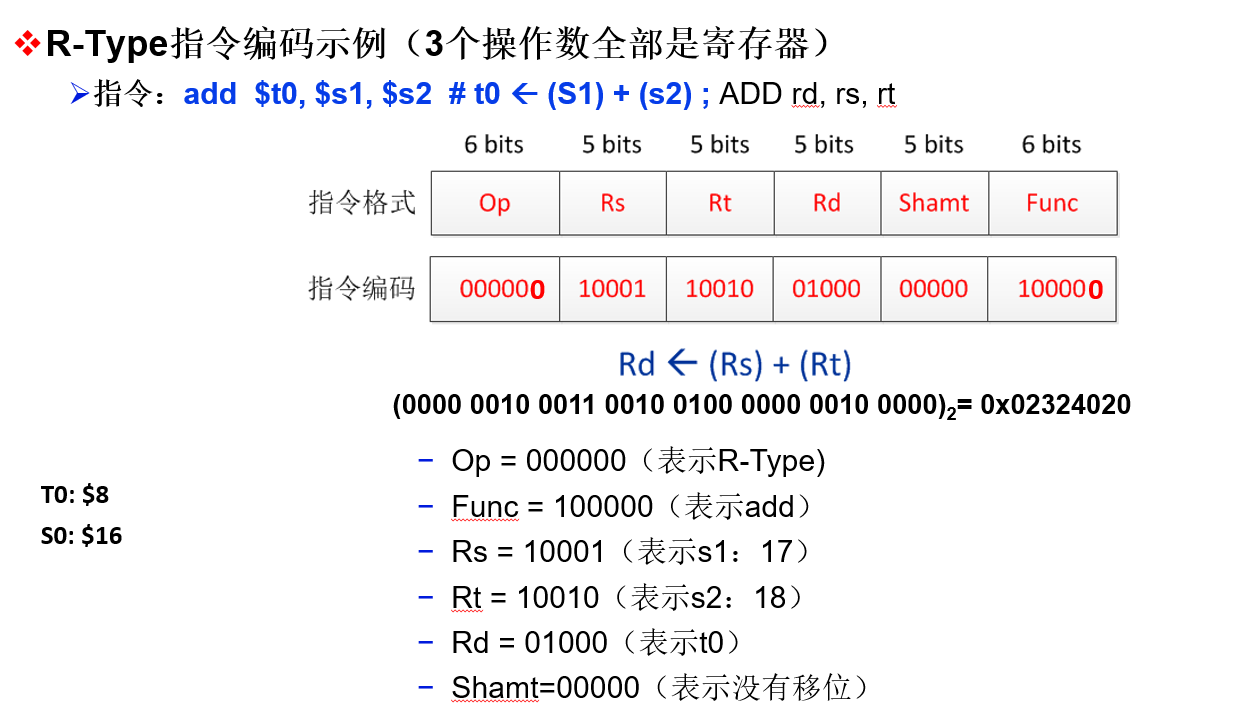 ❖R-Type指令编码示例（3个操作数全部是寄存器）
➢指令：add $t0, $s1, $s2 # t0 ← (S1) + (s2) ; ADD rd, rs, rt
6 bits 5 bits 5 bits 5 bits 5 bits 6 bits
指令格式 Op Rs Rt Rd Shamt Func
指令编码 000000 10001 10010 01000 00000 100000
Rd ← (Rs) + (Rt)
(0000 0010 0011 0010 0100 0000 0010 0000)2= 0x02324020
− Op = 000000（表示R-Type)
− Func = 100000（表示add）
− Rs = 10001（表示s1：17）
− Rt = 10010（表示s2：18）
− Rd = 01000（表示t0）
− Shamt=00000（表示没有移位）
T0: $8
S0: $16